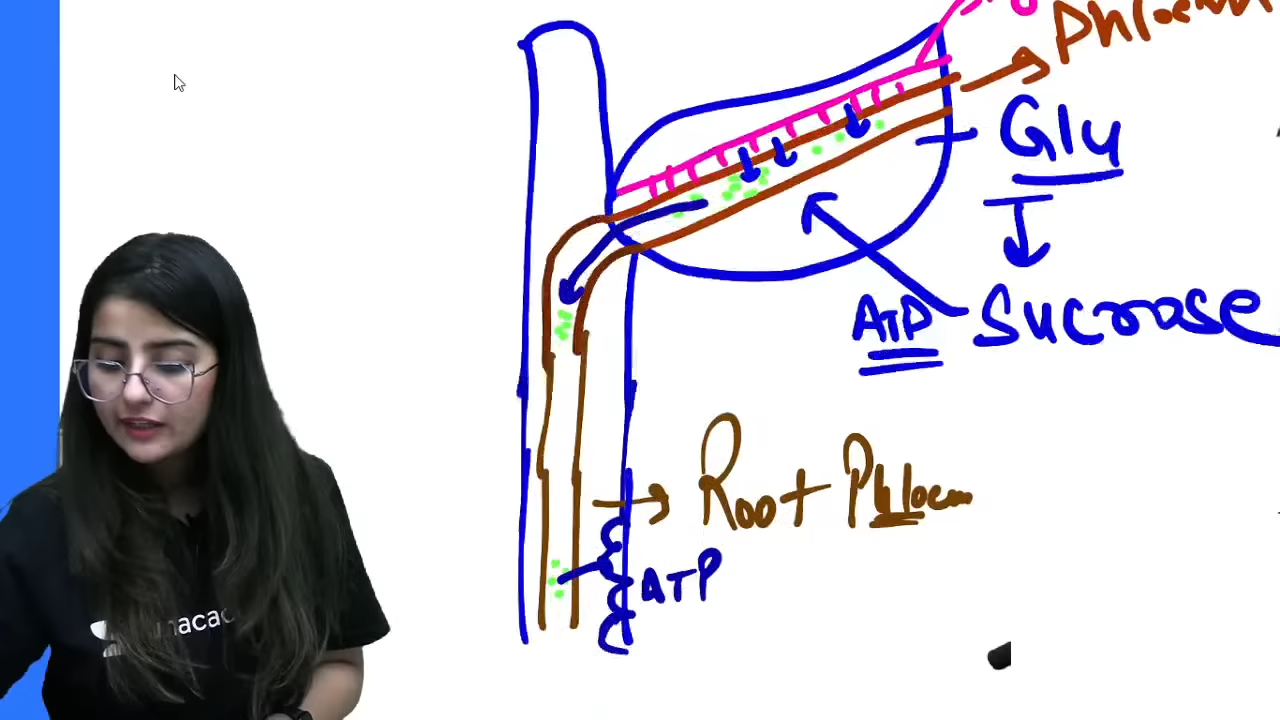 Phloem
Glu
Sucrose
ATP
Root Phloem
ATP